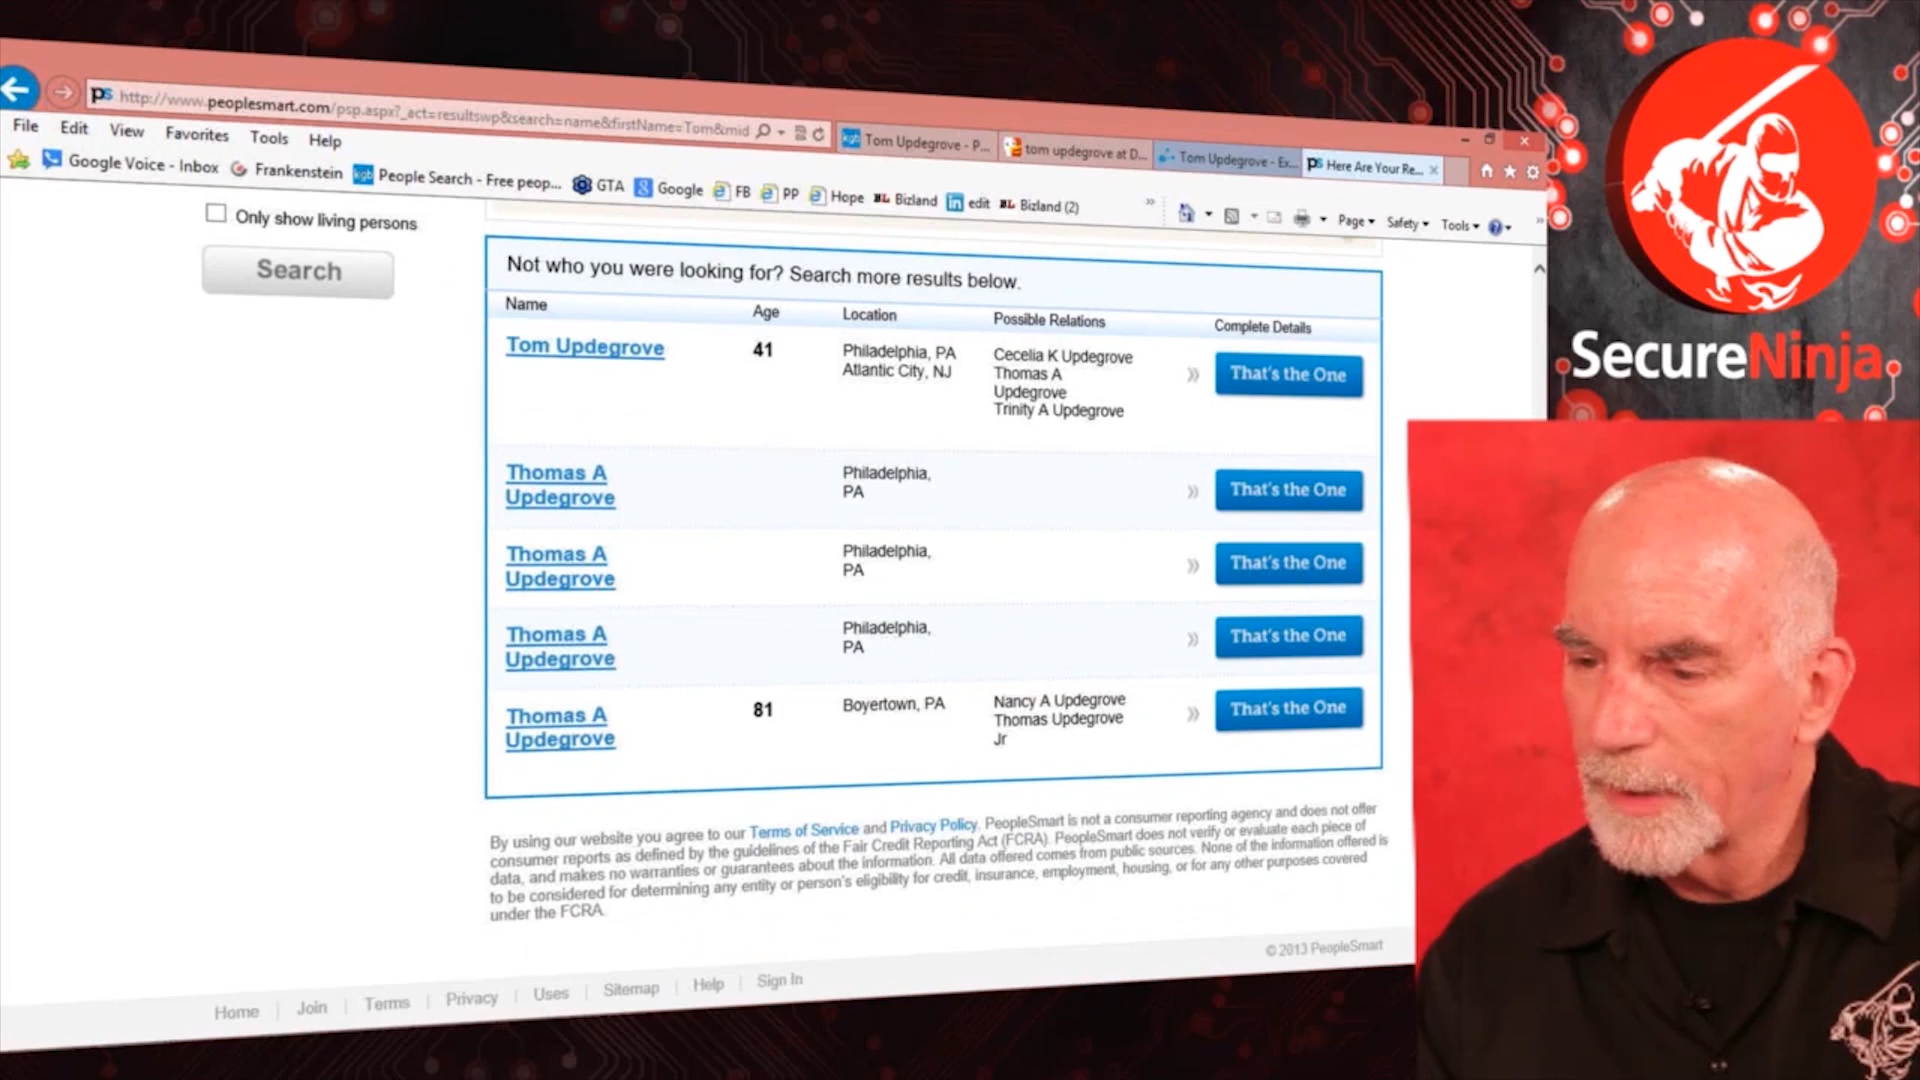 ps http://www.peoplesmart.com/psp.aspx?_act=resultswp&search=name&firstName=Tom&mid
kgb Tom Updegrove - P...
tom updegrove at D...
Tom Updegrove - Ex...
ps Here Are Your Re...
File Edit View Favorites Tools Help
Google Voice - Inbox Frankenstein kgb People Search - Free peop... GTA Google FB PP Hope BL Bizland in edit BL Bizland (2)
Page Safety Tools
Only show living persons
Search
Not who you were looking for? Search more results below.
Name Age Location Possible Relations Complete Details
Tom Updegrove 41 Philadelphia, PA Cecelia K Updegrove That's the One
Atlantic City, NJ Thomas A
Updegrove
Trinity A Updegrove
Thomas A Philadelphia, That's the One
Updegrove PA
Thomas A Philadelphia, That's the One
Updegrove PA
Thomas A Philadelphia, That's the One
Updegrove PA
Thomas A 81 Boyertown, PA Nancy A Updegrove That's the One
Updegrove Thomas Updegrove
Jr
By using our website you agree to our Terms of Service and Privacy Policy. PeopleSmart is not a consumer reporting agency and does not offer
consumer reports as defined by the guidelines of the Fair Credit Reporting Act (FCRA). PeopleSmart does not verify or evaluate each piece of
data, and makes no warranties or guarantees about the information. All data offered comes from public sources. None of the information offered is
to be considered for determining any entity or person's eligibility for credit, insurance, employment, housing, or for any other purposes covered
under the FCRA.
© 2013 PeopleSmart
Home | Join | Terms | Privacy | Uses | Sitemap | Help | Sign In
SecureNinja